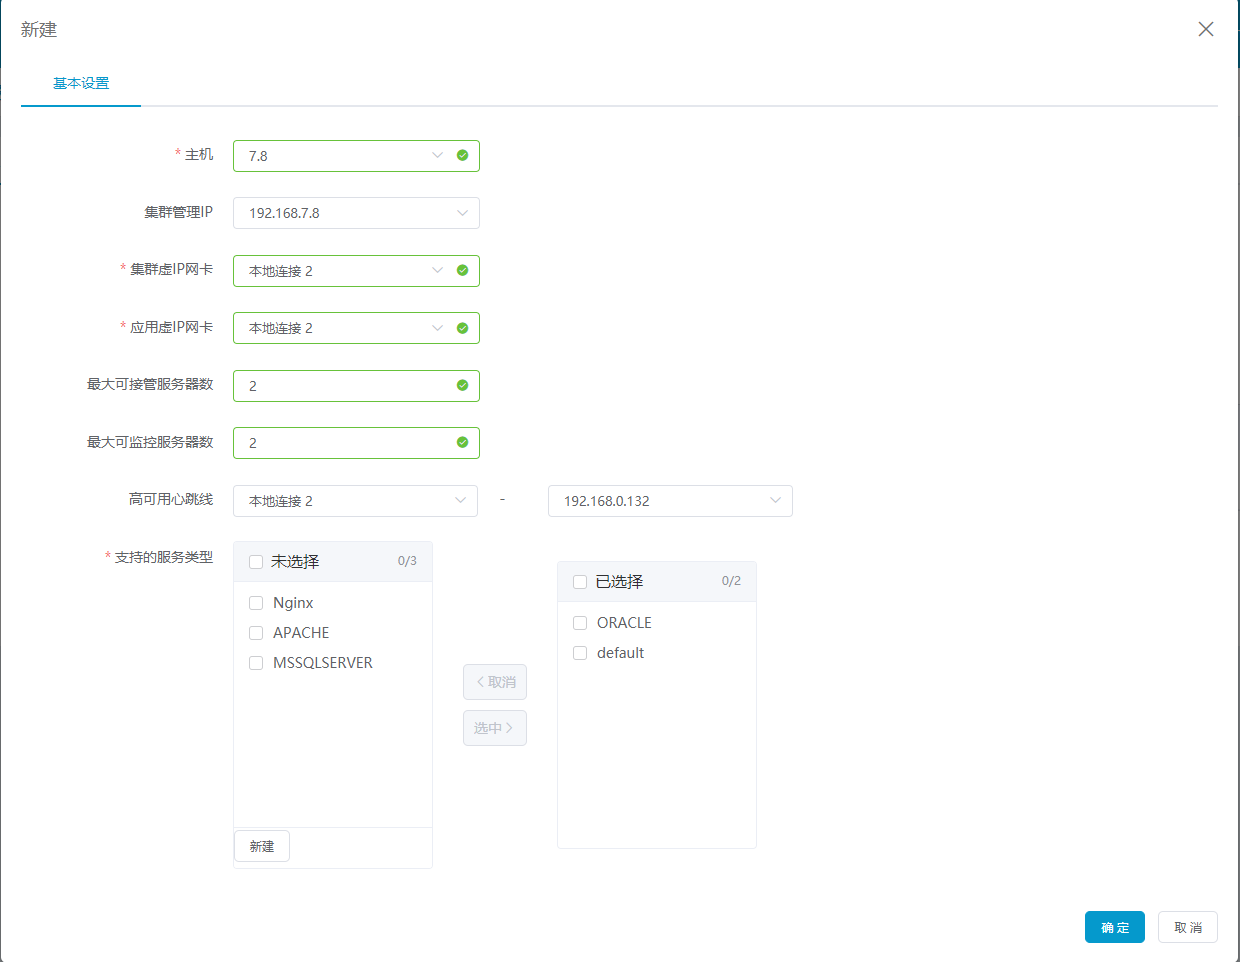 新建
基本设置
* 主机 7.8
集群管理IP 192.168.7.8
* 集群虚IP网卡 本地连接 2
* 应用虚IP网卡 本地连接 2
最大可接管服务器数 2
最大可监控服务器数 2
高可用心跳线 本地连接 2 - 192.168.0.132
* 支持的服务类型
未选择 0/3
Nginx
APACHE
MSSQLSERVER
新建
取消
选中
已选择 0/2
ORACLE
default
确定 取消